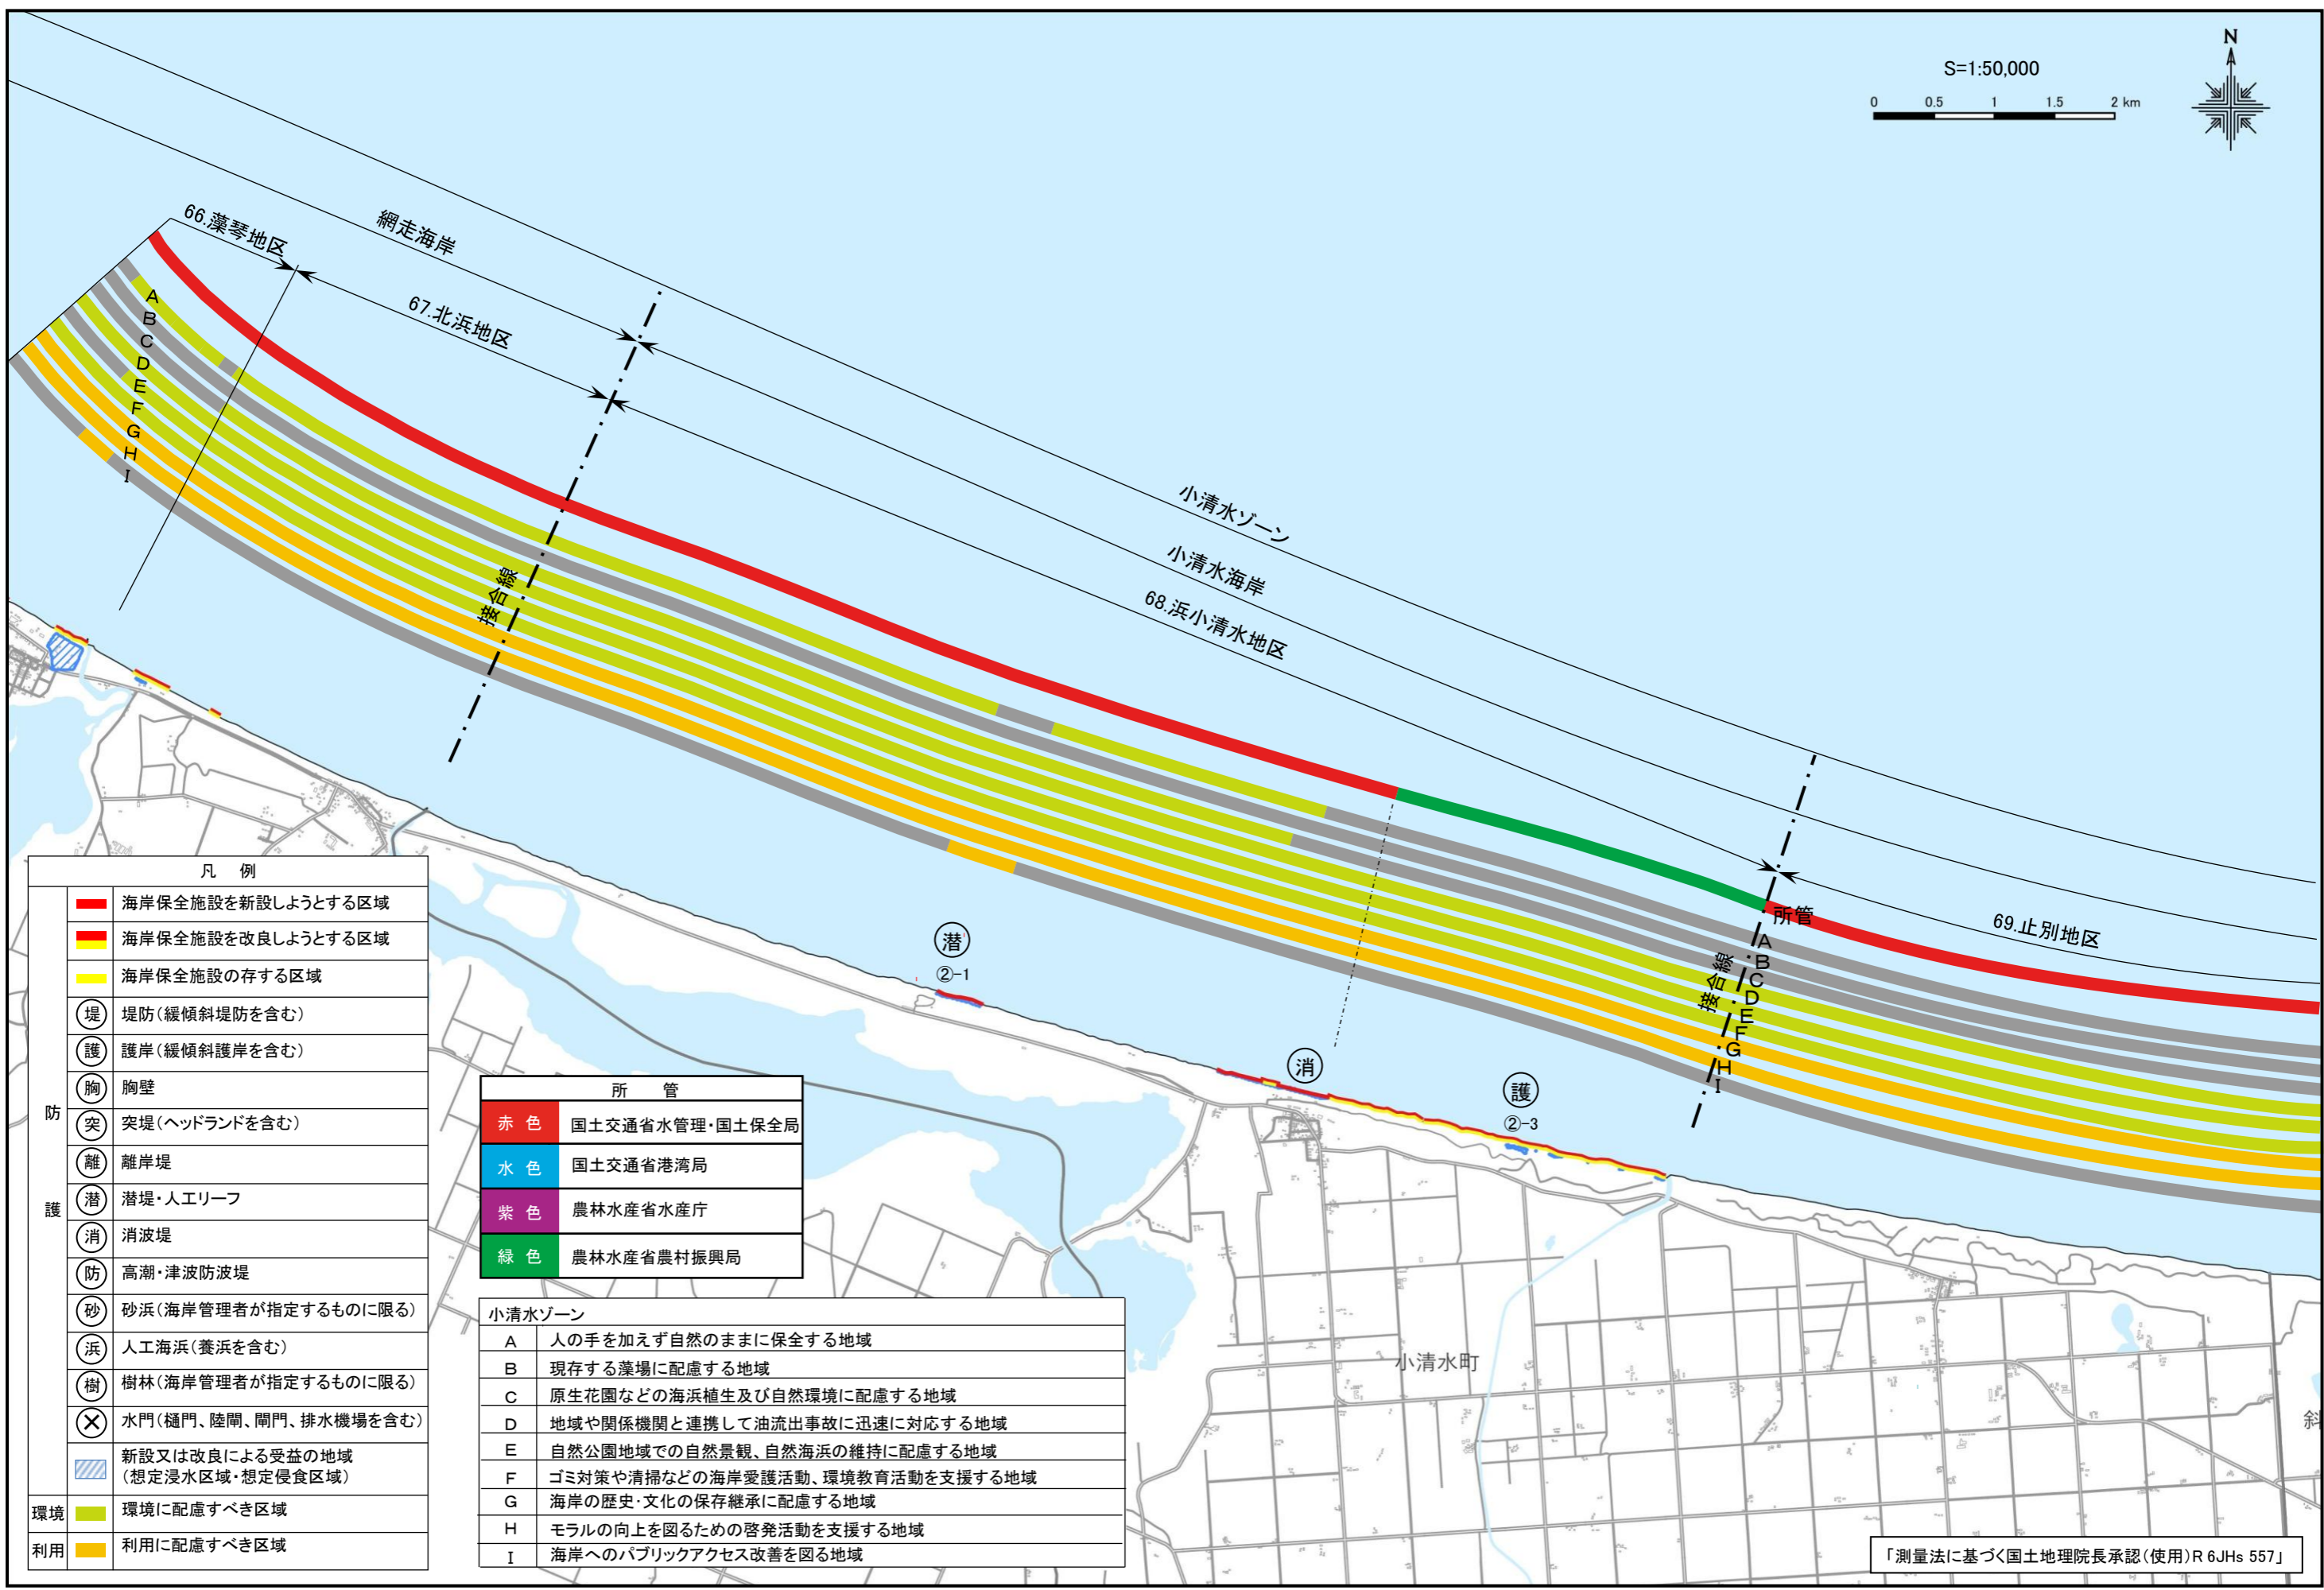 N
S=1:50,000
0 0.5 1 1.5 2 km
66.藻琴地区
網走海岸
67.北浜地区
小清水ゾーン
小清水海岸
68.浜小清水地区
69.止別地区
A
B
C
D
E
F
G
H
I
接合線
所管
A
B
C
D
E
F
G
H
I
接合線
潜
②-1
消
護
②-3
小清水町
斜
凡 例
防護
海岸保全施設を新設しようとする区域
海岸保全施設を改良しようとする区域
海岸保全施設の存する区域
堤 堤防(緩傾斜堤防を含む)
護 護岸(緩傾斜護岸を含む)
胸 胸壁
突 突堤(ヘッドランドを含む)
離 離岸堤
潜 潜堤・人工リーフ
消 消波堤
防 高潮・津波防波堤
砂 砂浜(海岸管理者が指定するものに限る)
浜 人工海浜(養浜を含む)
樹 樹林(海岸管理者が指定するものに限る)
水門(樋門、陸閘、閘門、排水機場を含む)
新設又は改良による受益の地域
(想定浸水区域・想定侵食区域)
環境 環境に配慮すべき区域
利用 利用に配慮すべき区域
所 管
赤 色 国土交通省水管理・国土保全局
水 色 国土交通省港湾局
紫 色 農林水産省水産庁
緑 色 農林水産省農村振興局
小清水ゾーン
A 人の手を加えず自然のままに保全する地域
B 現存する藻場に配慮する地域
C 原生花園などの海浜植生及び自然環境に配慮する地域
D 地域や関係機関と連携して油流出事故に迅速に対応する地域
E 自然公園地域での自然景観、自然海浜の維持に配慮する地域
F ゴミ対策や清掃などの海岸愛護活動、環境教育活動を支援する地域
G 海岸の歴史・文化の保存継承に配慮する地域
H モラルの向上を図るための啓発活動を支援する地域
I 海岸へのパブリックアクセス改善を図る地域
「測量法に基づく国土地理院長承認(使用)R 6JHs 557」